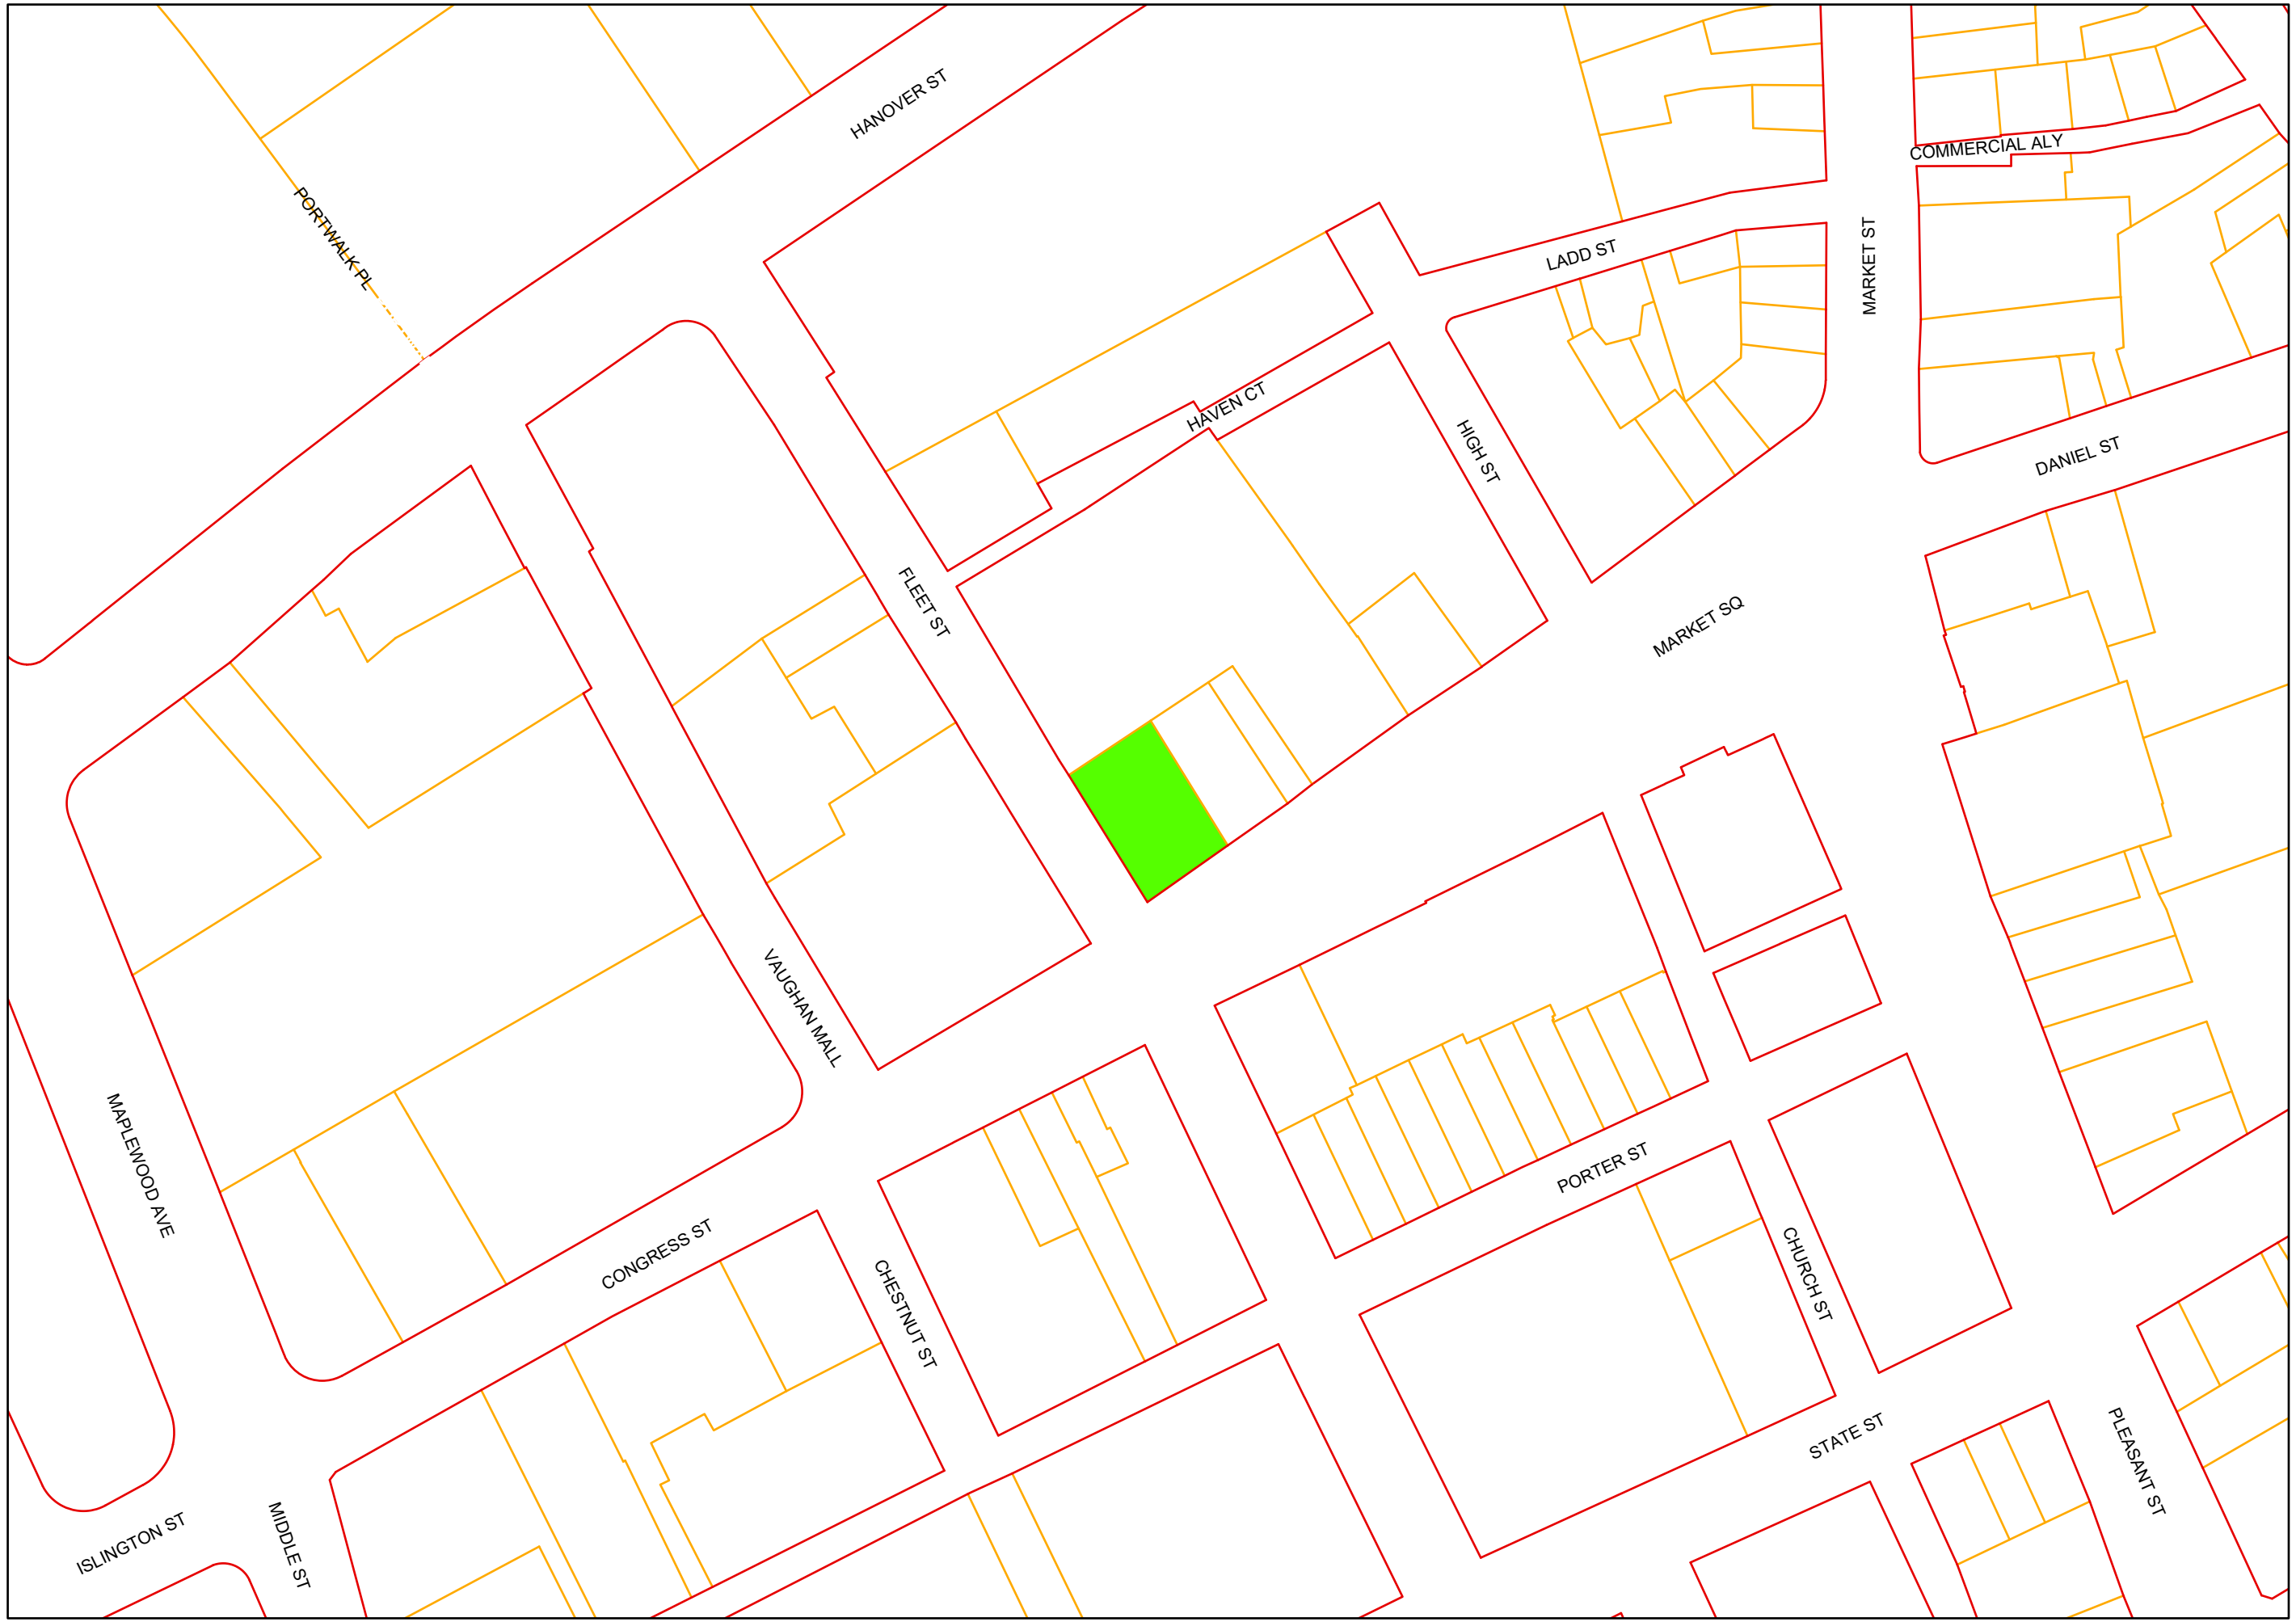 HANOVER ST
COMMERCIAL ALY
PORTWALK PL
MARKET ST
LADD ST
HAVEN CT
HIGH ST
DANIEL ST
FLEET ST
MARKET SQ
VAUGHAN MALL
MAPLEWOOD AVE
PORTER ST
CONGRESS ST
CHURCH ST
CHESTNUT ST
STATE ST
PLEASANT ST
ISLINGTON ST
MIDDLE ST